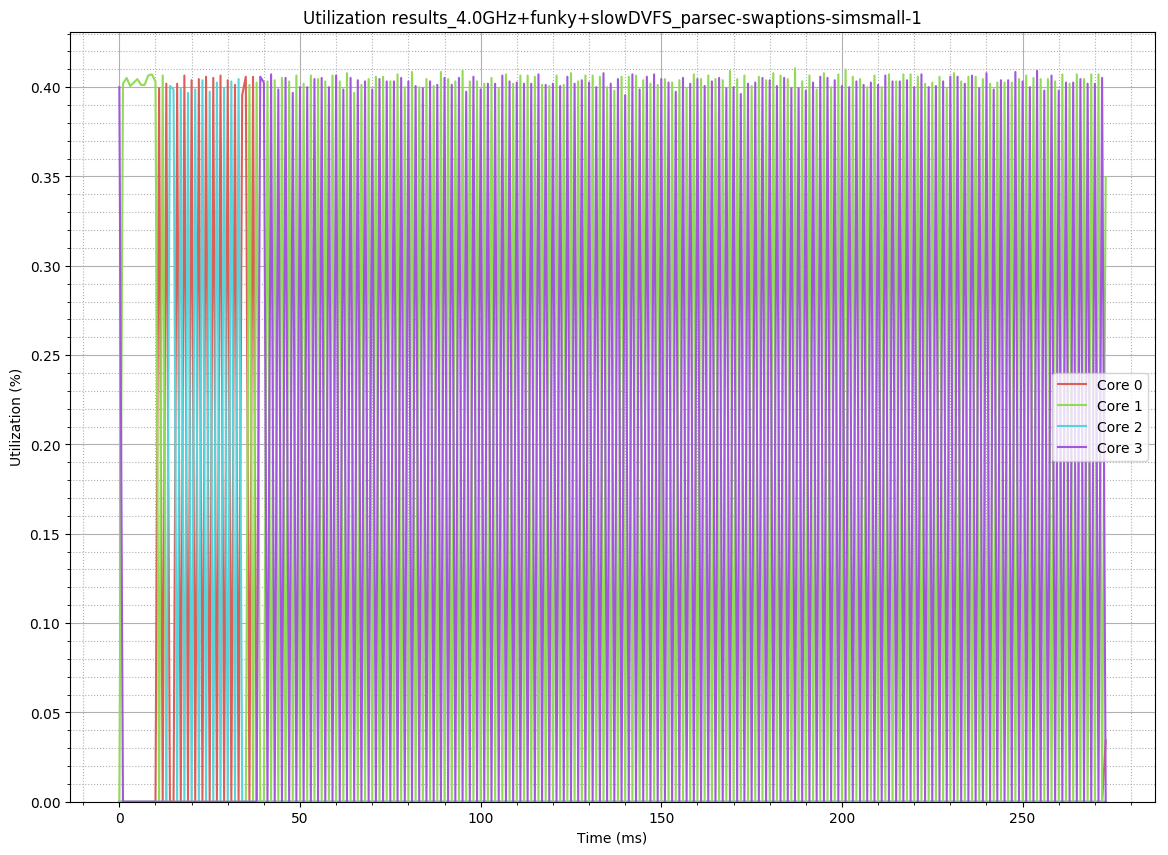 Utilization results_4.0GHz+funky+slowDVFS_parsec-swaptions-simsmall-1
Utilization (%)
0.40
0.35
0.30
0.25
0.20
0.15
0.10
0.05
0.00
Core 0
Core 1
Core 2
Core 3
0 50 100 150 200 250
Time (ms)